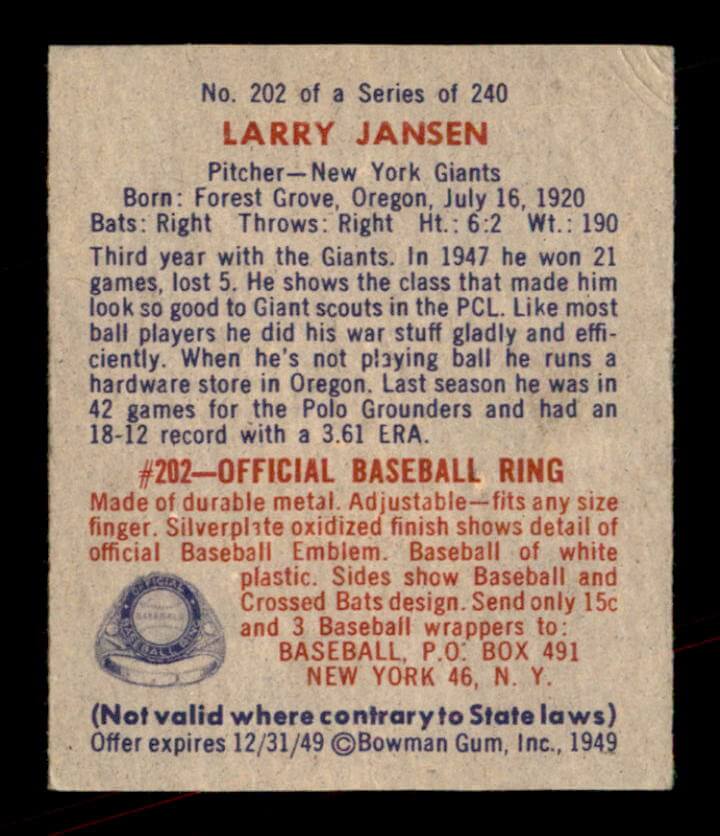 No. 202 of a Series of 240
LARRY JANSEN
Pitcher—New York Giants
Born: Forest Grove, Oregon, July 16, 1920
Bats: Right Throws: Right Ht.: 6:2 Wt.: 190
Third year with the Giants. In 1947 he won 21
games, lost 5. He shows the class that made him
look so good to Giant scouts in the PCL. Like most
ball players he did his war stuff gladly and effi-
ciently. When he's not playing ball he runs a
hardware store in Oregon. Last season he was in
42 games for the Polo Grounders and had an
18-12 record with a 3.61 ERA.
#202—OFFICIAL BASEBALL RING
Made of durable metal. Adjustable—fits any size
finger. Silverplate oxidized finish shows detail of
official Baseball Emblem. Baseball of white
plastic. Sides show Baseball and
Crossed Bats design. Send only 15c
and 3 Baseball wrappers to:
BASEBALL, P.O. BOX 491
NEW YORK 46, N. Y.
OFFICIAL
BASEBALL
BASEBALL RING
(Not valid where contrary to State laws)
Offer expires 12/31/49 ©Bowman Gum, Inc., 1949